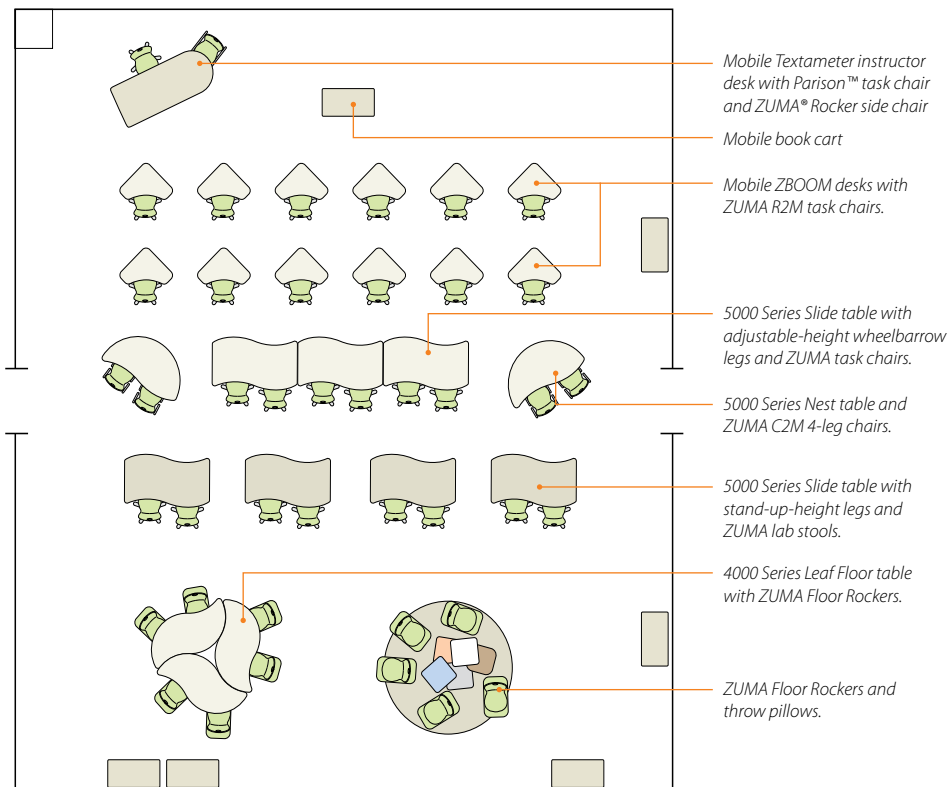 Mobile Textameter instructor
desk with Parison™ task chair
and ZUMA® Rocker side chair
Mobile book cart
Mobile ZBOOM desks with
ZUMA R2M task chairs.
5000 Series Slide table with
adjustable-height wheelbarrow
legs and ZUMA task chairs.
5000 Series Nest table and
ZUMA C2M 4-leg chairs.
5000 Series Slide table with
stand-up-height legs and
ZUMA lab stools.
4000 Series Leaf Floor table
with ZUMA Floor Rockers.
ZUMA Floor Rockers and
throw pillows.